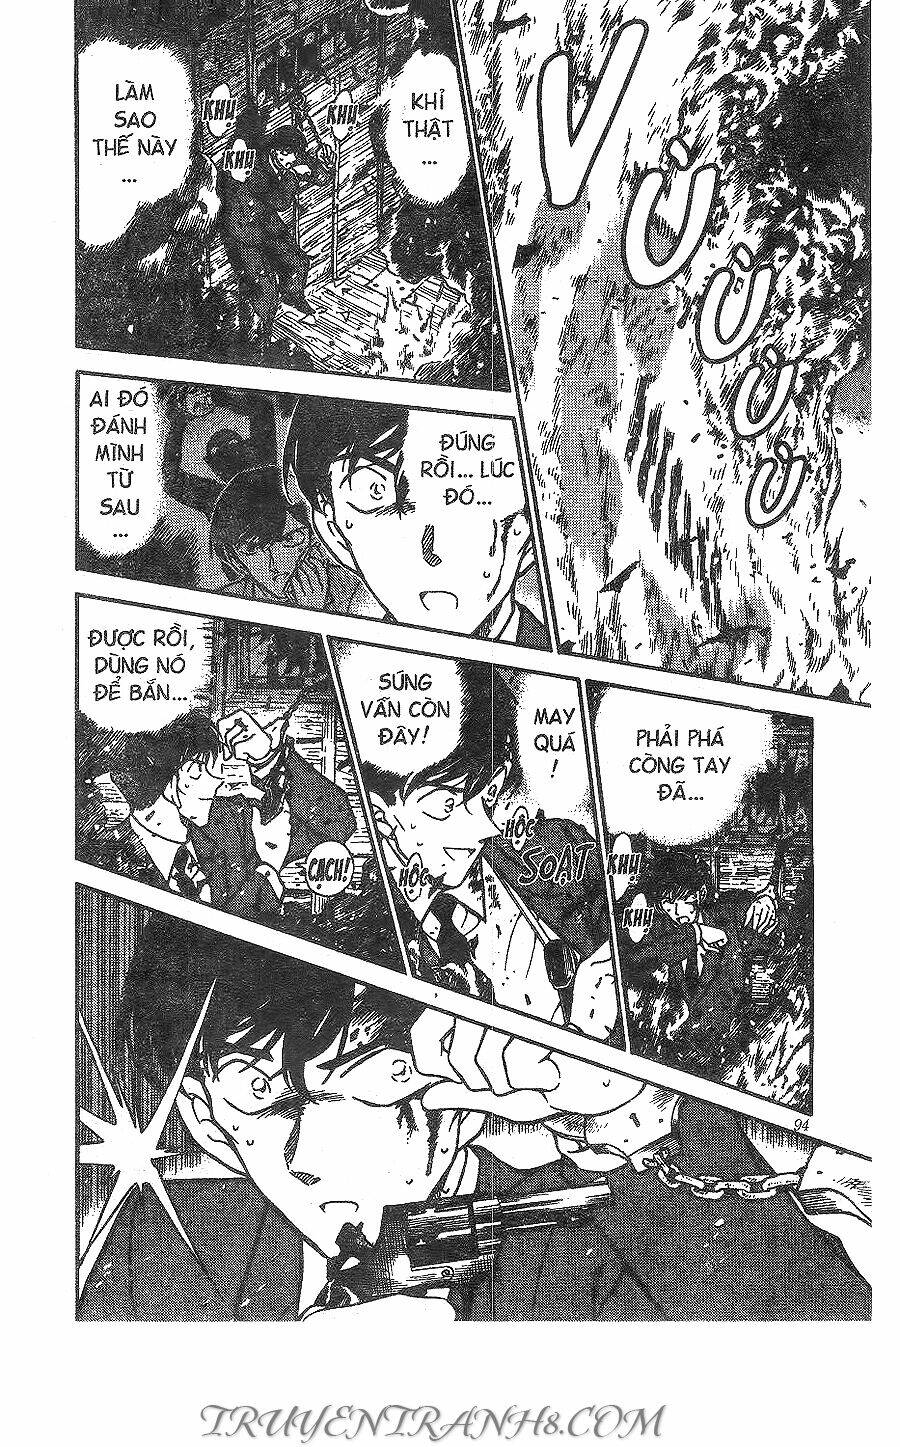 VÙÙÙÙ
KHỈ
THẬT
...
KHỤ
KHỤ
KHỤ
LÀM
SAO
THẾ NÀY
...
ĐÚNG
RỒI... LÚC
ĐÓ...
AI ĐÓ
ĐÁNH
MÌNH
TỪ
SAU
...
PHẢI PHÁ
CÒNG TAY
ĐÃ...
KHỤ
KHỤ
MAY
QUÁ
!
SÚNG
VẪN CÒN
ĐÂY!
HỘC
SOẠT
HỘC
ĐƯỢC RỒI,
DÙNG NÓ
ĐỂ BẮN...
CẠCH!
94
TRUYENTRANH8.COM